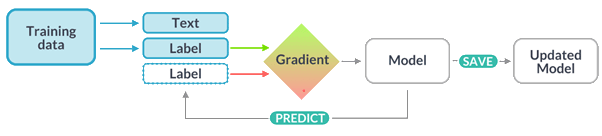 Training
data
Text
Label
Label
Gradient
Model
SAVE
Updated
Model
PREDICT